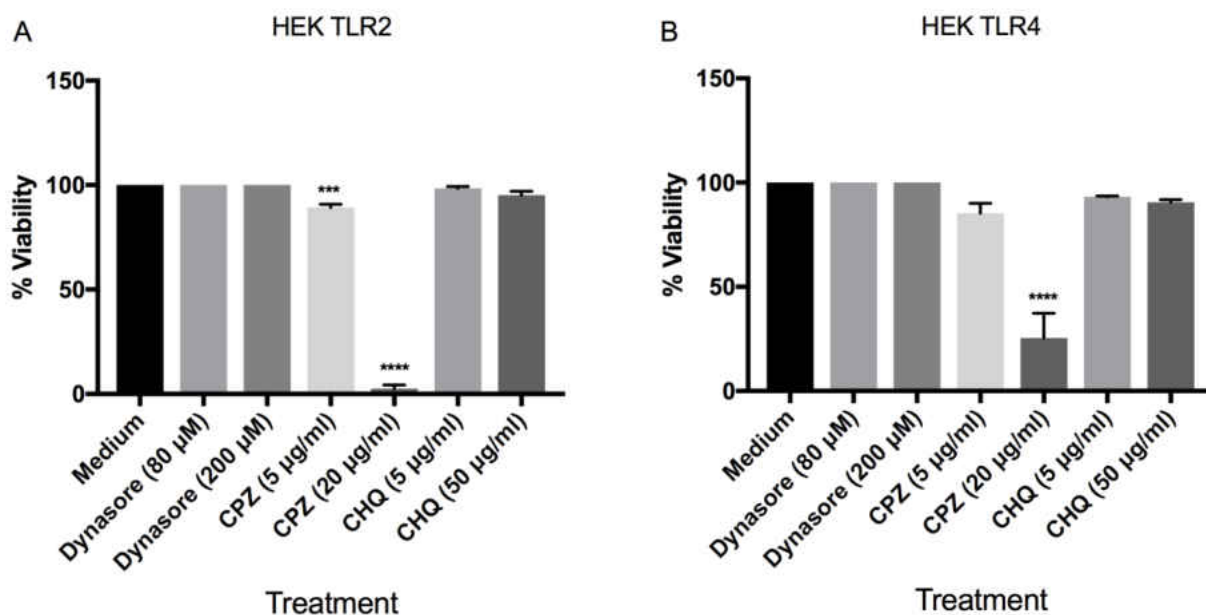 A
HEK TLR2
% Viability
150
100
50
0
***
****
Medium
Dynasore (80 µM)
Dynasore (200 µM)
CPZ (5 µg/ml)
CPZ (20 µg/ml)
CHQ (5 µg/ml)
CHQ (50 µg/ml)
Treatment
B
HEK TLR4
% Viability
150
100
50
0
****
Medium
Dynasore (80 µM)
Dynasore (200 µM)
CPZ (5 µg/ml)
CPZ (20 µg/ml)
CHQ (5 µg/ml)
CHQ (50 µg/ml)
Treatment